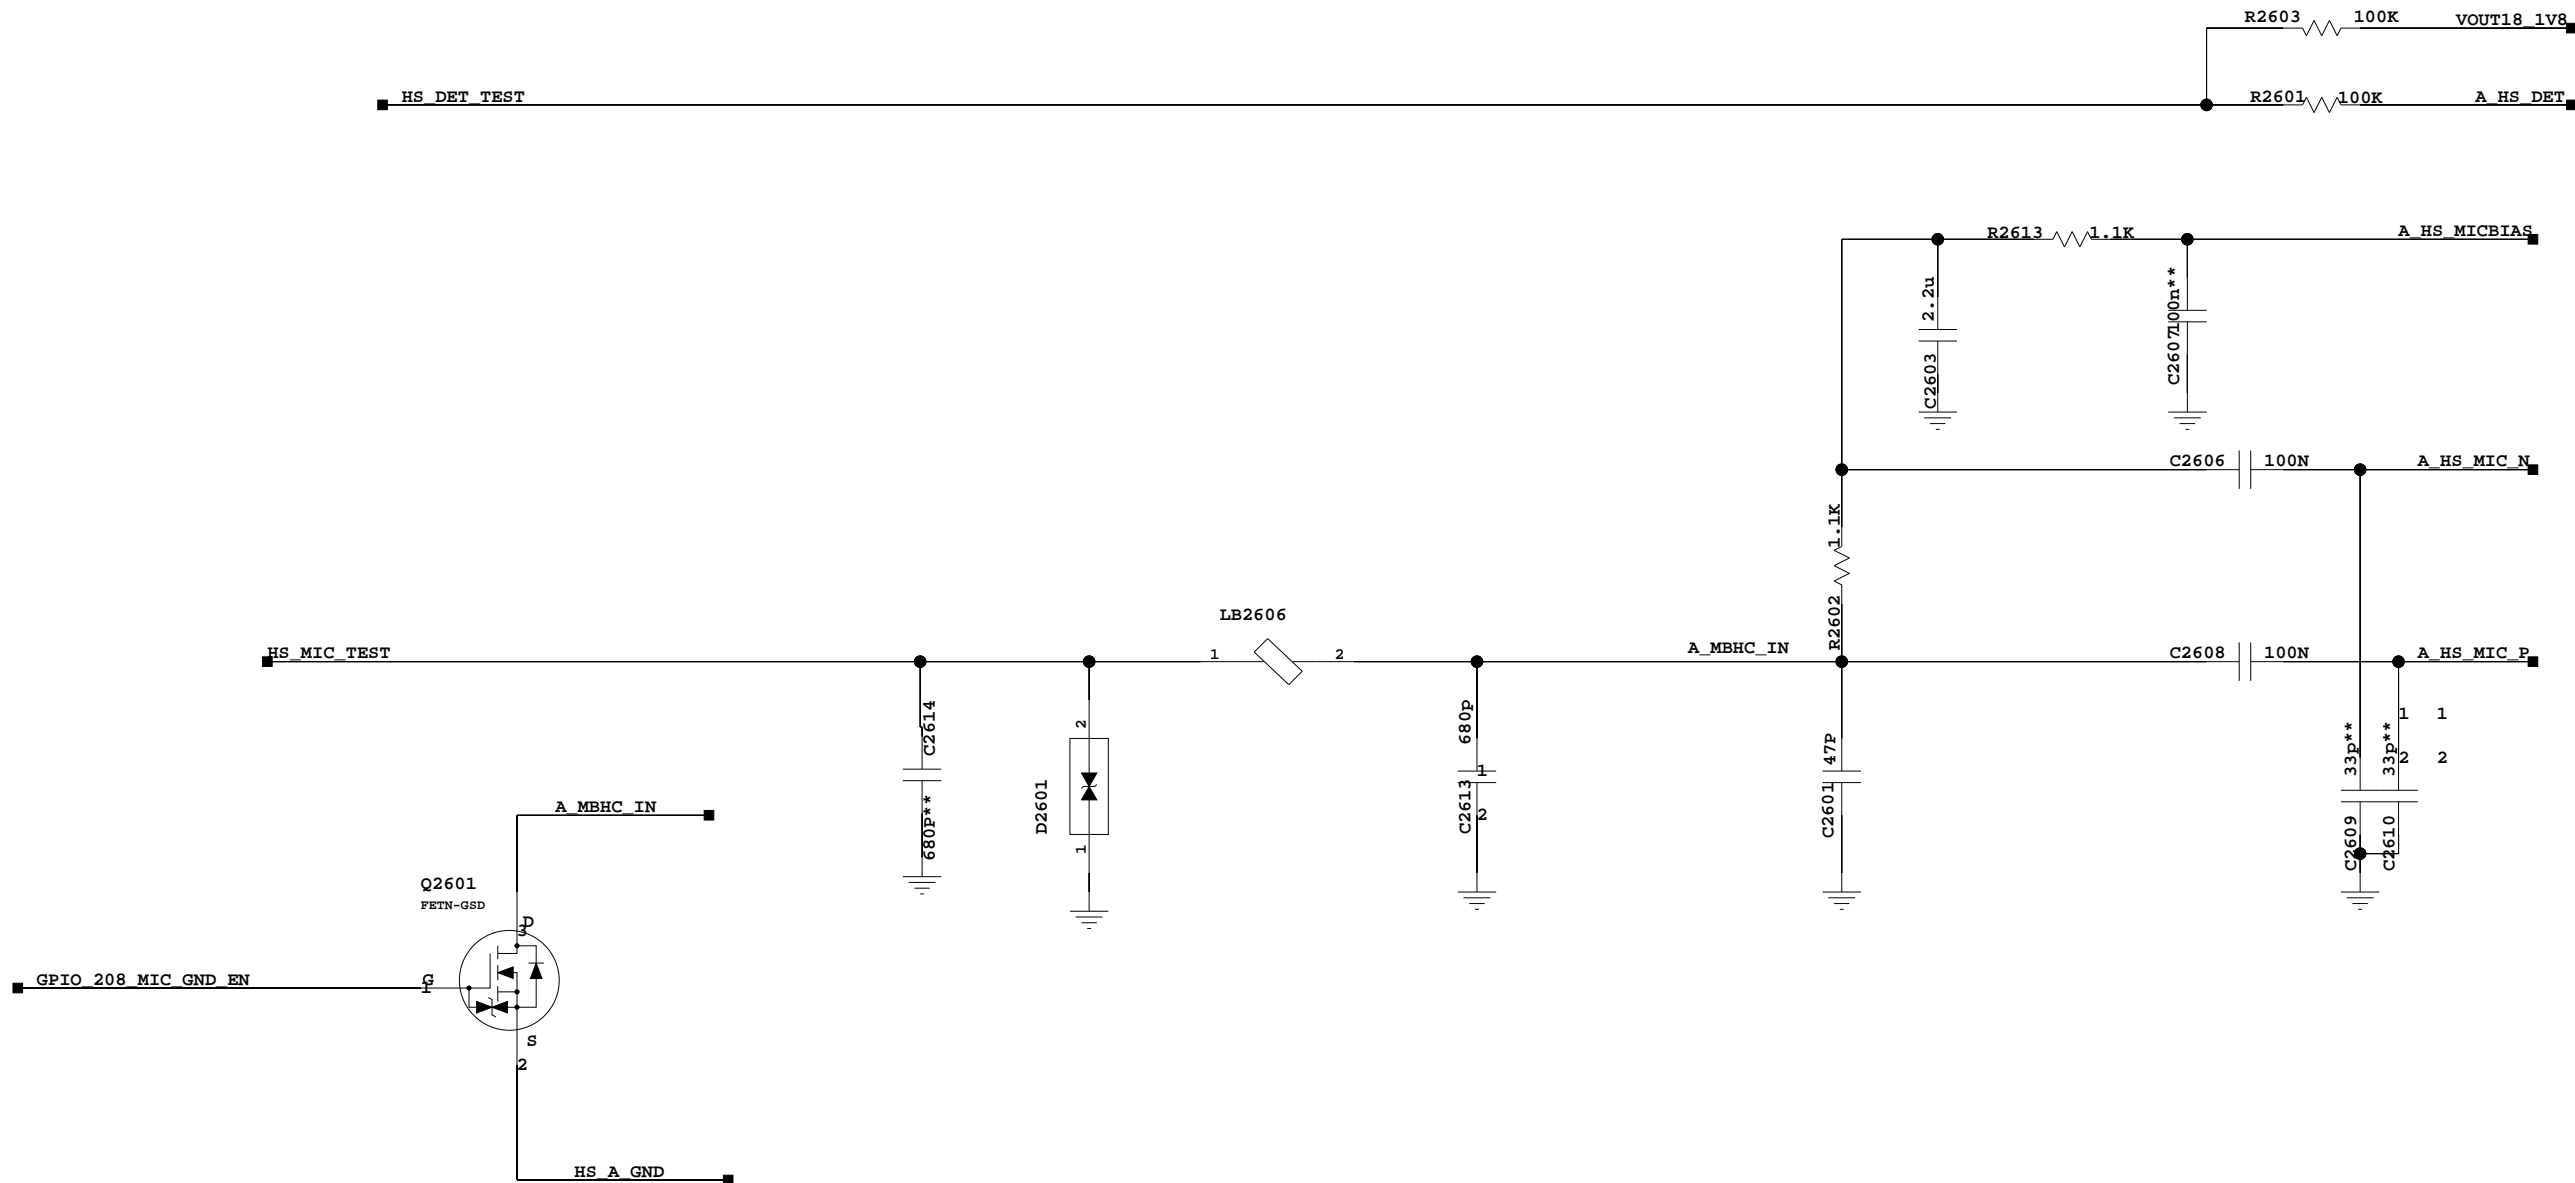 R2603 100K VOUT18_1V8
HS_DET_TEST
R2601 100K A_HS_DET
R2613 1.1K A_HS_MICBIAS
2.2u
C2603
100n**
C2607
C2606 100N A_HS_MIC_N
1.1K
R2602
LB2606
HS_MIC_TEST
1
2
A_MBHC_IN
C2608 100N A_HS_MIC_P
C2614
680P**
2
D2601
1
680p
1
C2613
2
47P
C2601
33p**
33p**
1 1
2 2
C2609
C2610
A_MBHC_IN
Q2601
FETN-GSD
D
3
GPIO_208_MIC_GND_EN
G
1
S
2
HS_A_GND